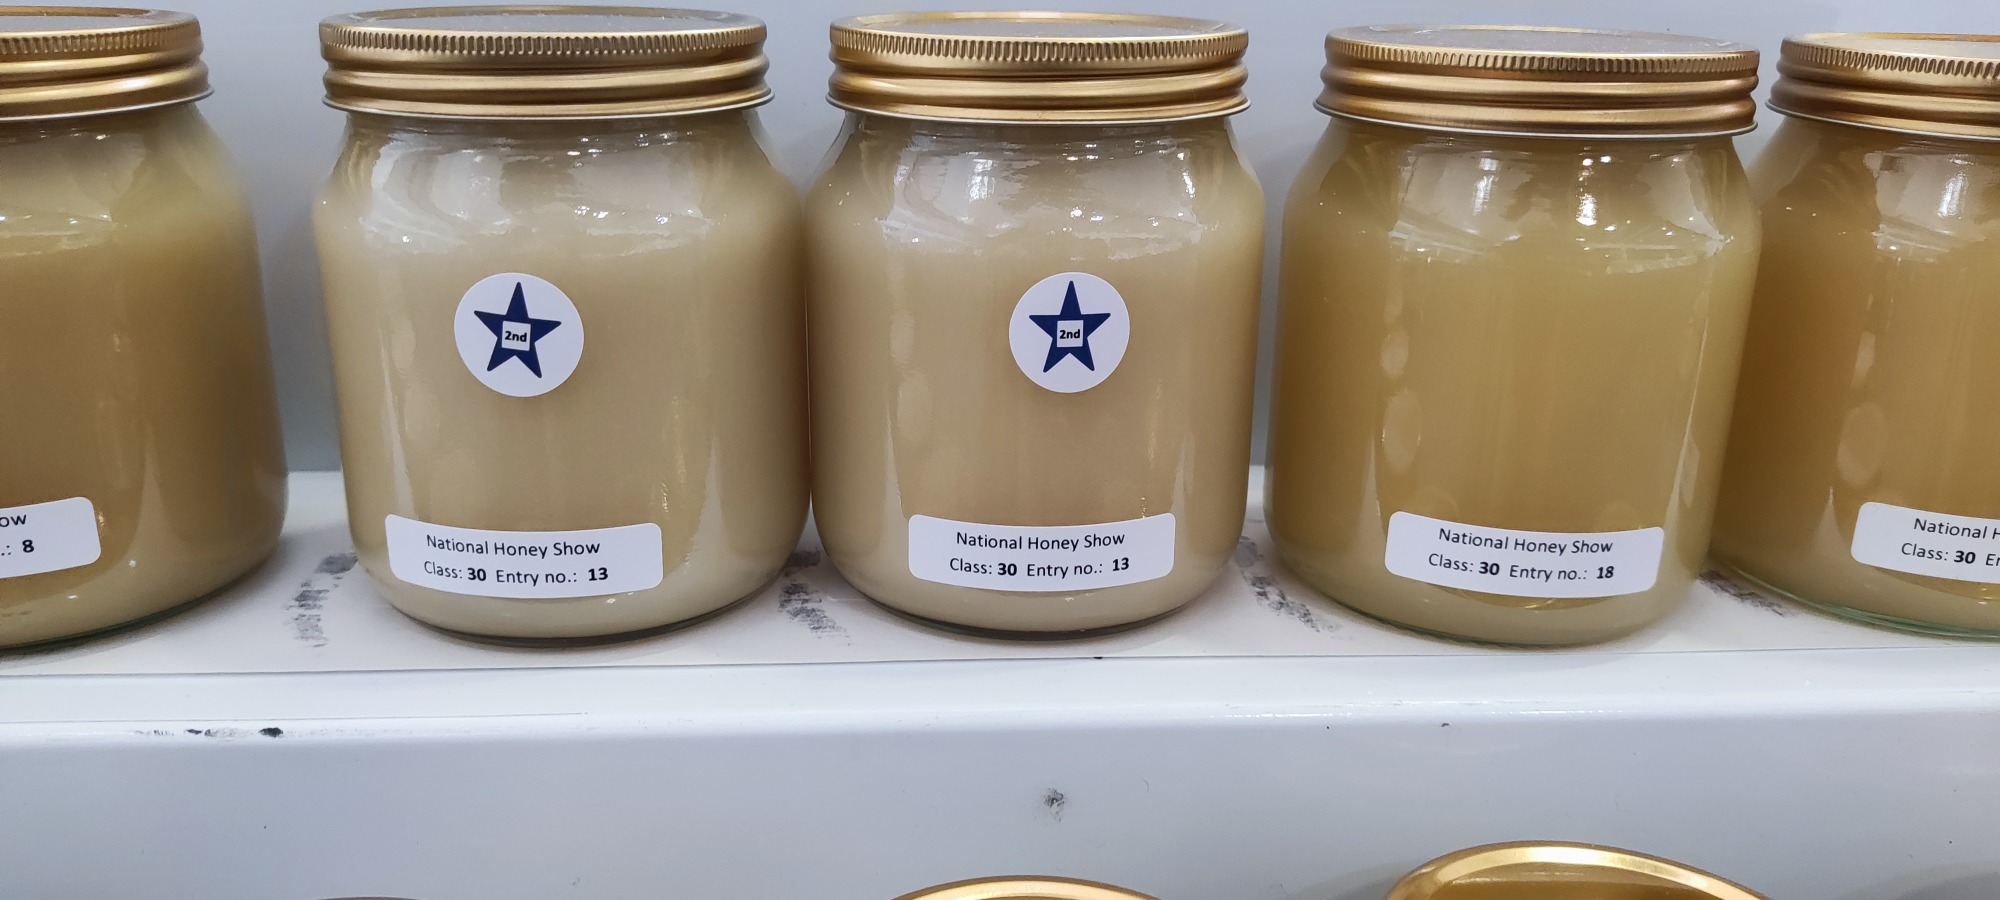 ow
.: 8
2nd
National Honey Show
Class: 30 Entry no.: 13
2nd
National Honey Show
Class: 30 Entry no.: 13
National Honey Show
Class: 30 Entry no.: 18
National H
Class: 30 En